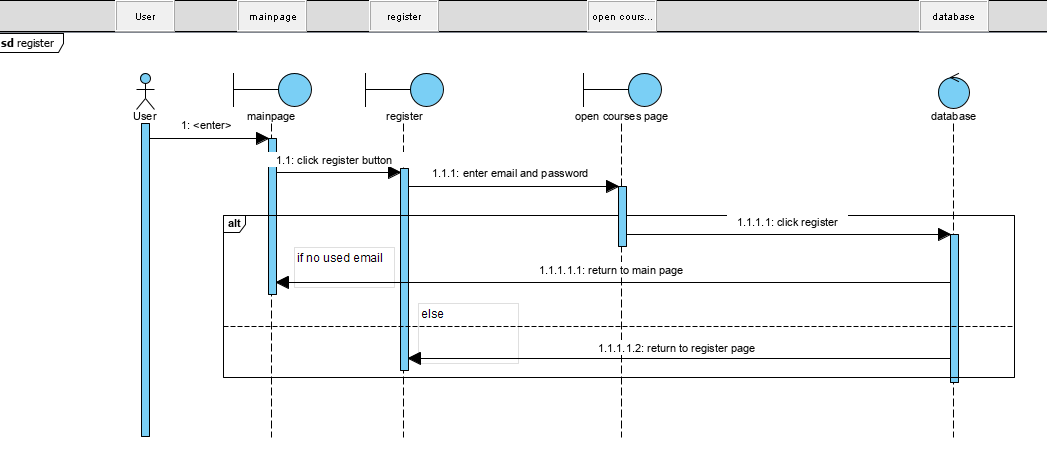 User
mainpage
register
open cours...
database
sd register
User
mainpage
register
open courses page
database
1: <enter>
1.1: click register button
1.1.1: enter email and password
alt
1.1.1.1: click register
if no used email
1.1.1.1.1: return to main page
else
1.1.1.1.2: return to register page